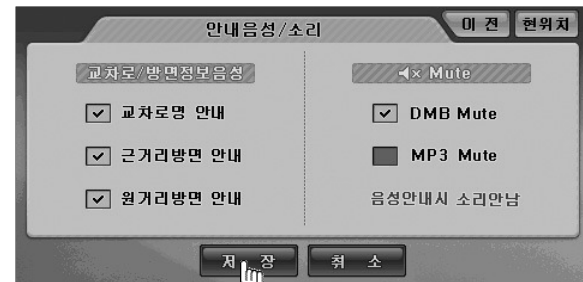 안내음성/소리
이 전
현위치
교차로/방면정보음성
교차로명 안내
근거리방면 안내
원거리방면 안내
Mute
DMB Mute
MP3 Mute
음성안내시 소리안남
저 장
취 소